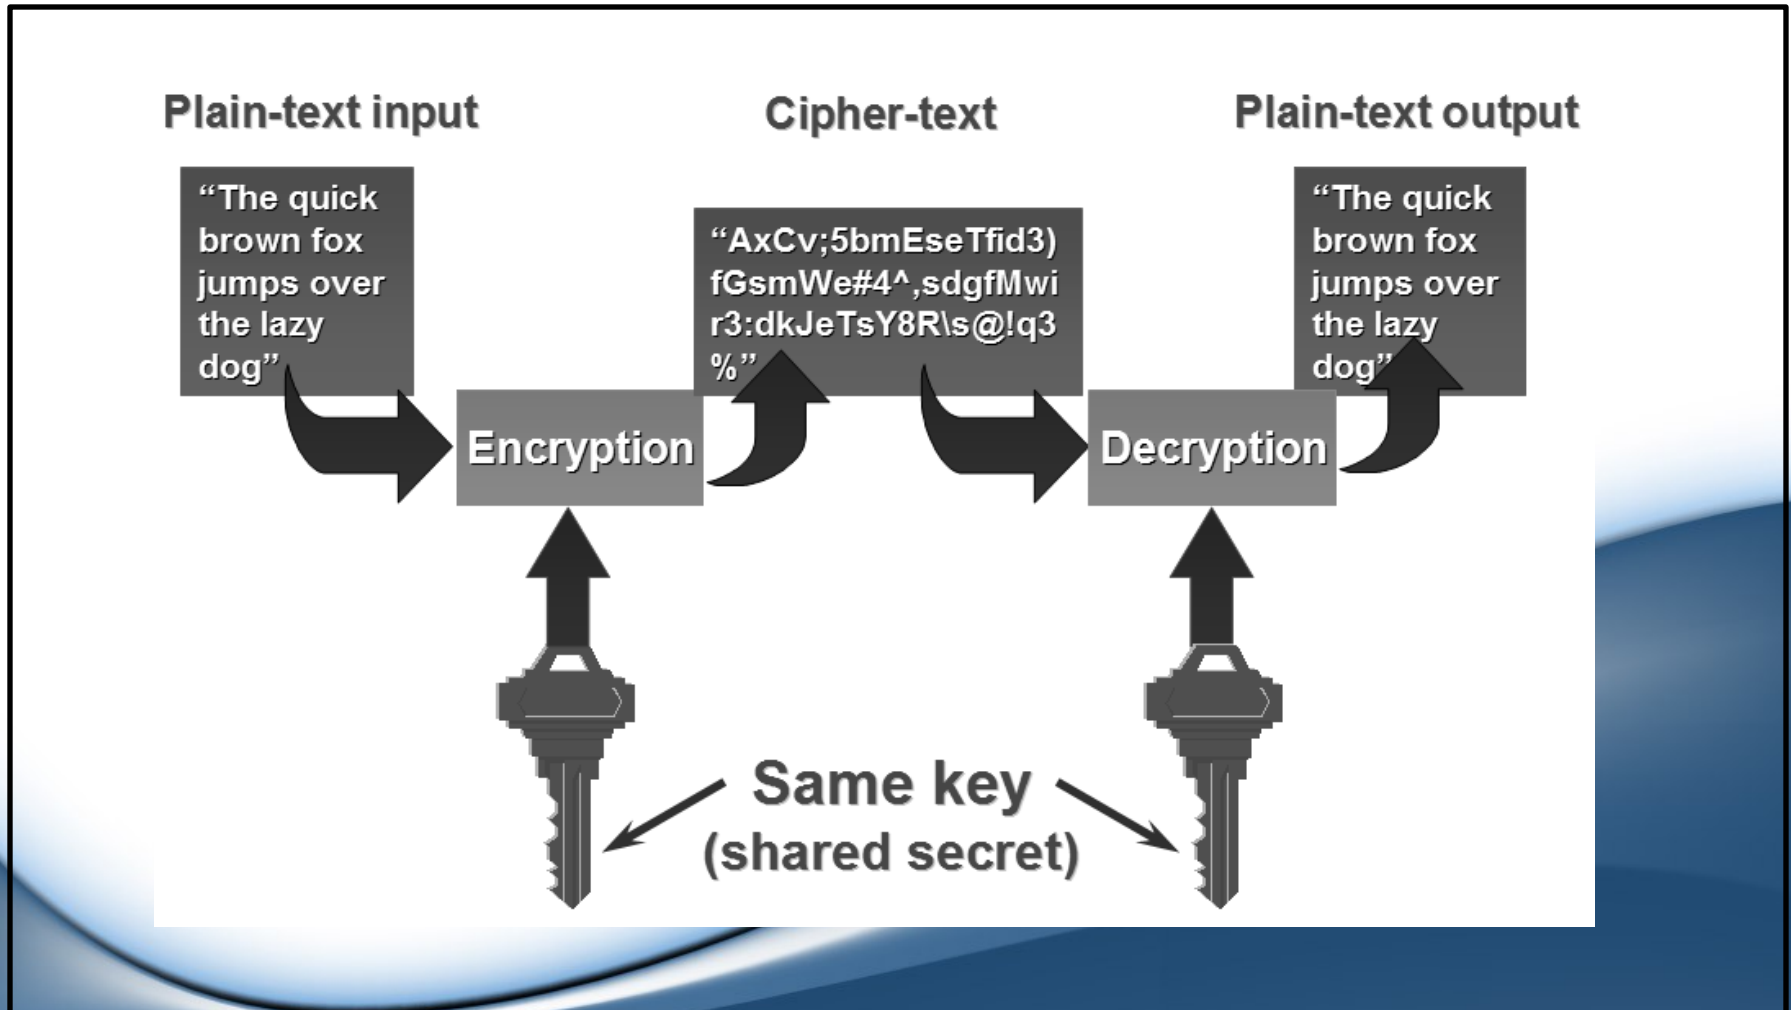 Plain-text input
Cipher-text
Plain-text output
“The quick
brown fox
jumps over
the lazy
dog”
“AxCv;5bmEseTfid3)
fGsmWe#4^,sdgfMwi
r3:dkJeTsY8R\s@!q3
%”
“The quick
brown fox
jumps over
the lazy
dog”
Encryption
Decryption
Same key
(shared secret)